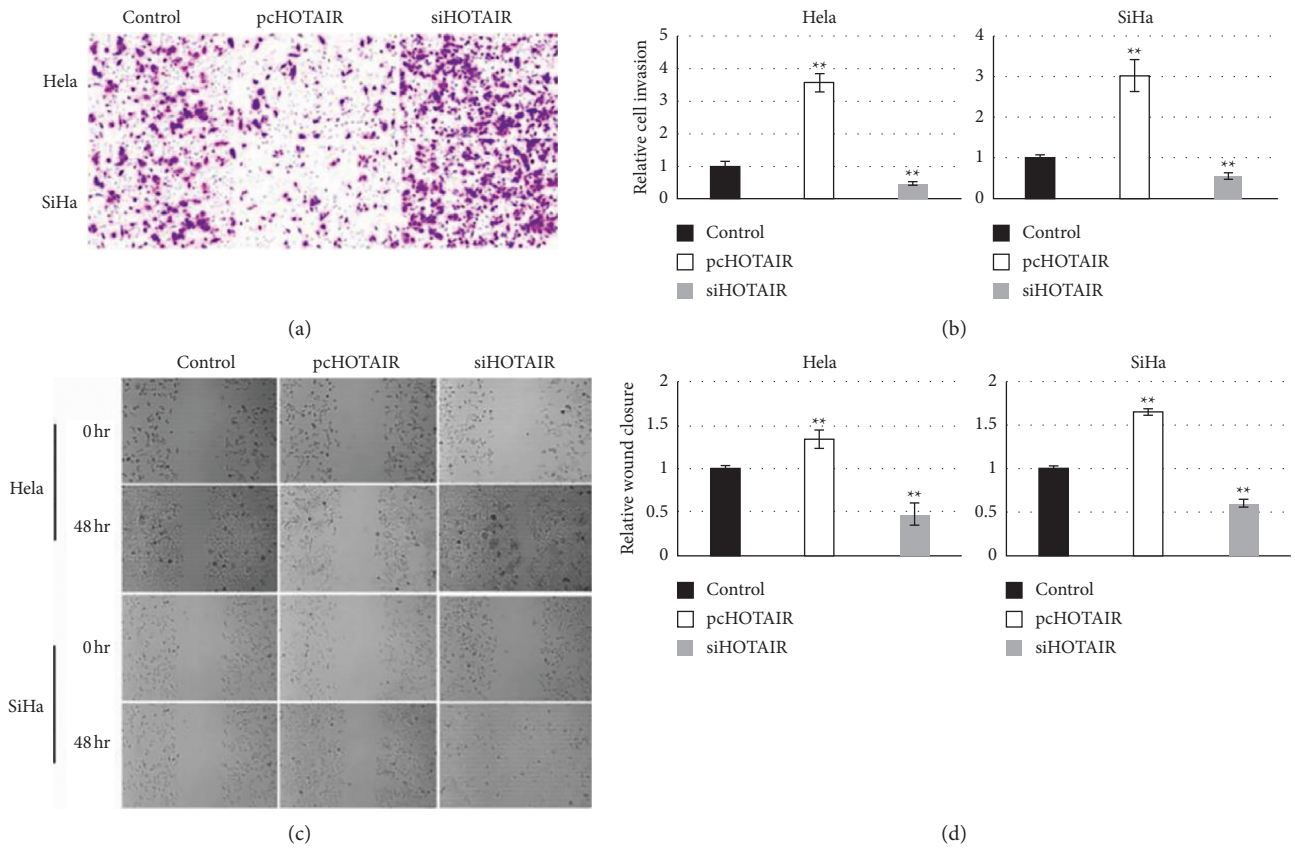 Control pcHOTAIR siHOTAIR
Hela
SiHa
(a)
Hela
Relative cell invasion
5
4
3
2
1
0
**
**
Control
pcHOTAIR
siHOTAIR
SiHa
4
3
2
1
0
**
**
Control
pcHOTAIR
siHOTAIR
(b)
Control pcHOTAIR siHOTAIR
Hela
0 hr
48 hr
SiHa
0 hr
48 hr
(c)
Hela
Relative wound closure
2
1.5
1
0.5
0
**
**
Control
pcHOTAIR
siHOTAIR
SiHa
2
1.5
1
0.5
0
**
**
Control
pcHOTAIR
siHOTAIR
(d)